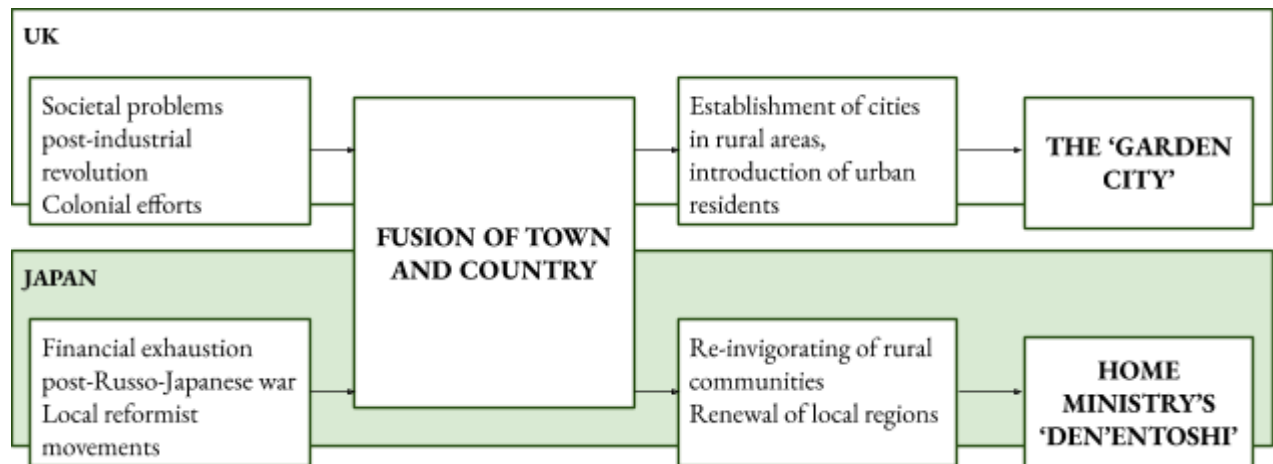 UK
Societal problems
post-industrial
revolution
Colonial efforts
FUSION OF TOWN
AND COUNTRY
Establishment of cities
in rural areas,
introduction of urban
residents
THE ‘GARDEN
CITY’
JAPAN
Financial exhaustion
post-Russo-Japanese war
Local reformist
movements
Re-invigorating of rural
communities
Renewal of local regions
HOME
MINISTRY’S
‘DEN’ENTOSHI’